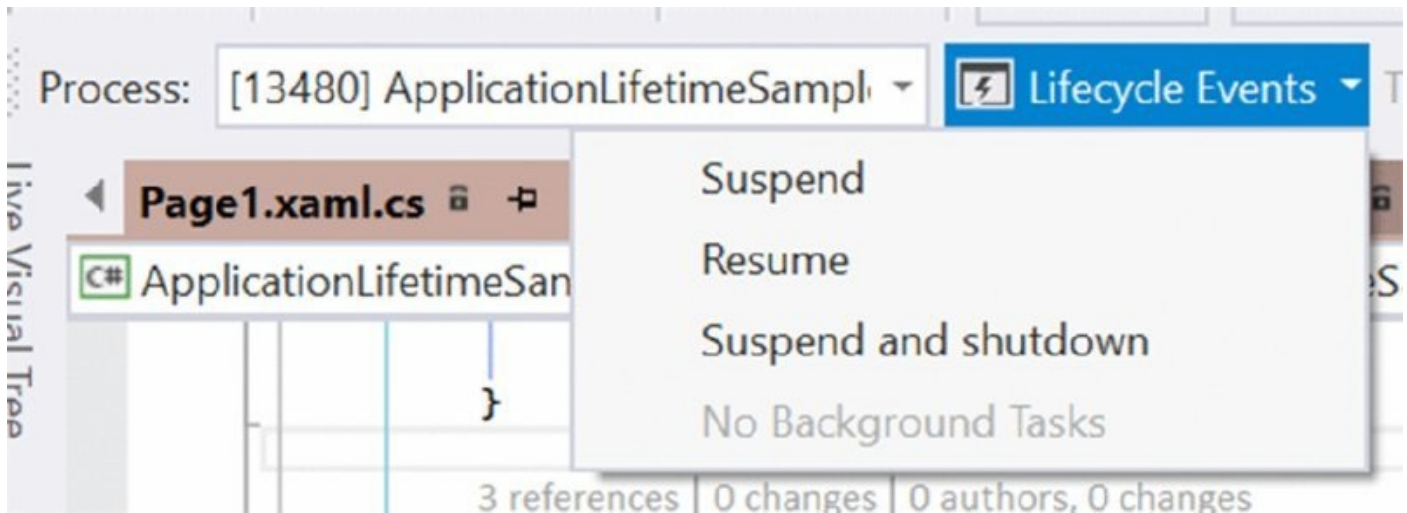 Process: [13480] ApplicationLifetimeSampl Lifecycle Events T
Suspend
Page1.xaml.cs
Resume
C# ApplicationLifetimeSan eS
Suspend and shutdown
}
No Background Tasks
3 references | 0 changes | 0 authors, 0 changes
Live Visual Tree